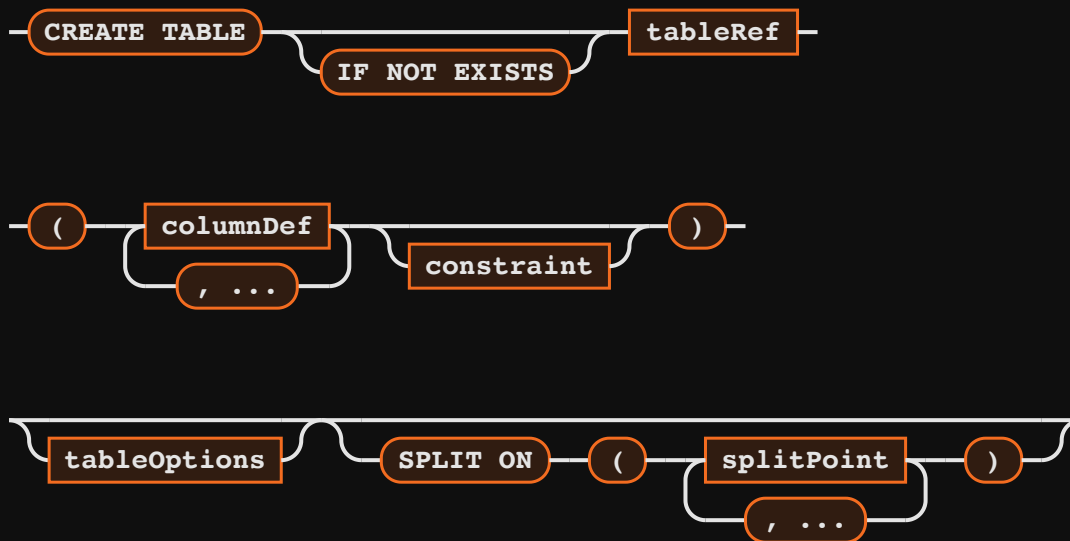 CREATE TABLE tableRef
IF NOT EXISTS
( columnDef )
constraint
, ...
tableOptions SPLIT ON ( splitPoint )
, ...